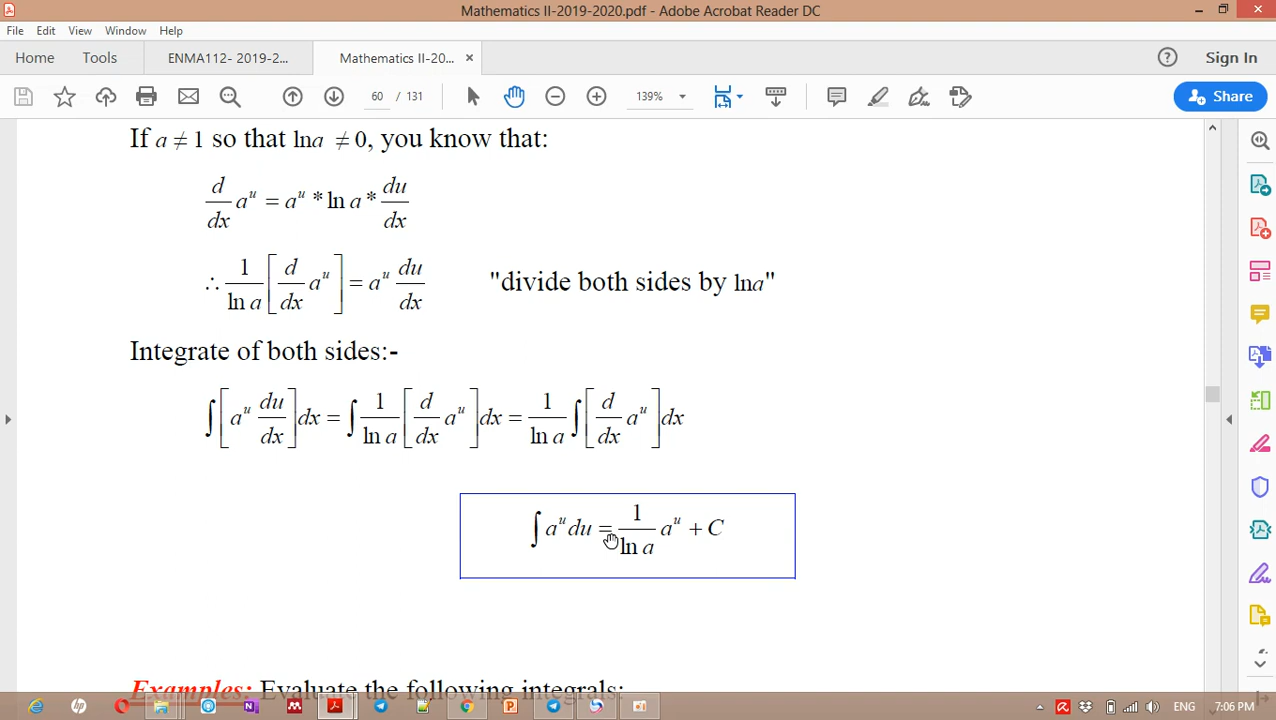 Mathematics II-2019-2020.pdf - Adobe Acrobat Reader DC
File Edit View Window Help
Home Tools ENMA112- 2019-2... Mathematics II-20... × Sign In
60 / 131 139% Share
If a ≠ 1 so that ln a ≠ 0, you know that:
d/dx a^u = a^u * ln a * du/dx
∴ 1/ln a [d/dx a^u] = a^u du/dx "divide both sides by ln a"
Integrate of both sides:-
∫[a^u du/dx]dx = ∫ 1/ln a [d/dx a^u]dx = 1/ln a ∫[d/dx a^u]dx
∫ a^u du = 1/ln a a^u + C
Examples: Evaluate the following integrals:
ENG 7:06 PM